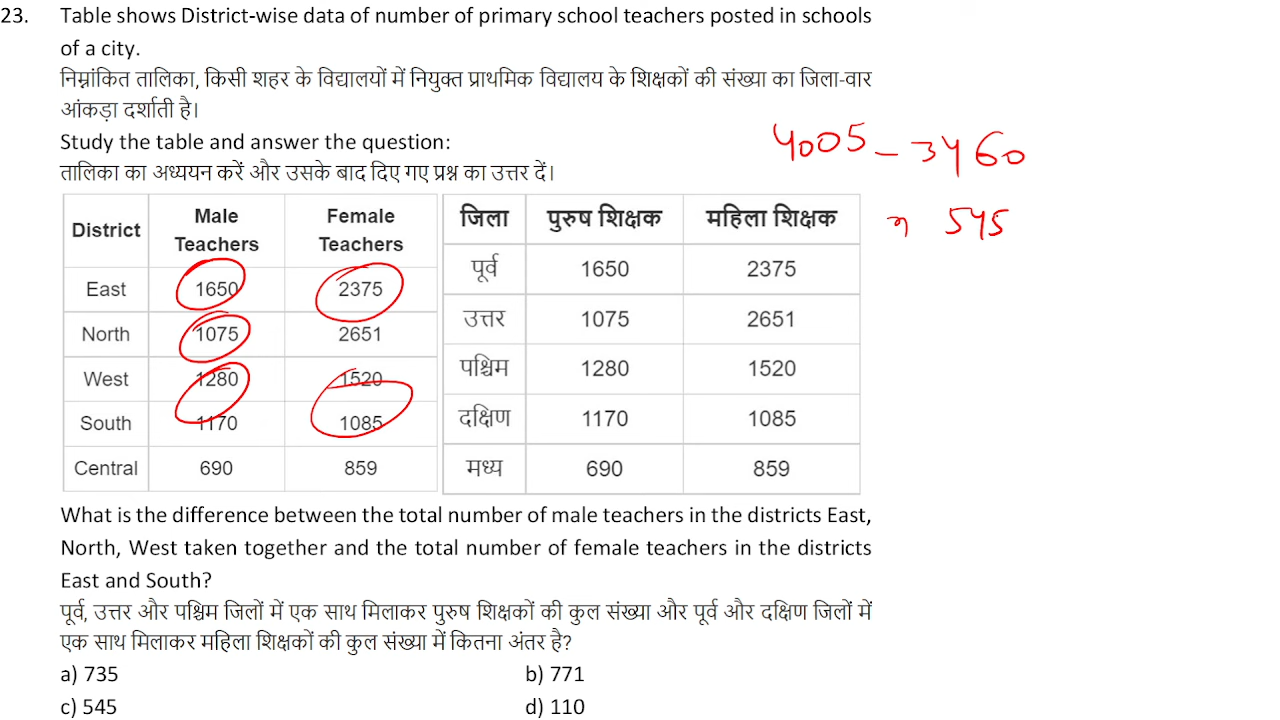 23. Table shows District-wise data of number of primary school teachers posted in schools
of a city.
निम्नांकित तालिका, किसी शहर के विद्यालयों में नियुक्त प्राथमिक विद्यालय के शिक्षकों की संख्या का जिला-वार
आंकड़ा दर्शाती है।
Study the table and answer the question:
तालिका का अध्ययन करें और उसके बाद दिए गए प्रश्न का उत्तर दें।
4005 - 3460
= 545
District Male Teachers Female Teachers जिला पुरुष शिक्षक महिला शिक्षक
East 1650 2375 पूर्व 1650 2375
North 1075 2651 उत्तर 1075 2651
West 1280 1520 पश्चिम 1280 1520
South 1170 1085 दक्षिण 1170 1085
Central 690 859 मध्य 690 859
What is the difference between the total number of male teachers in the districts East,
North, West taken together and the total number of female teachers in the districts
East and South?
पूर्व, उत्तर और पश्चिम जिलों में एक साथ मिलाकर पुरुष शिक्षकों की कुल संख्या और पूर्व और दक्षिण जिलों में
एक साथ मिलाकर महिला शिक्षकों की कुल संख्या में कितना अंतर है?
a) 735 b) 771
c) 545 d) 110